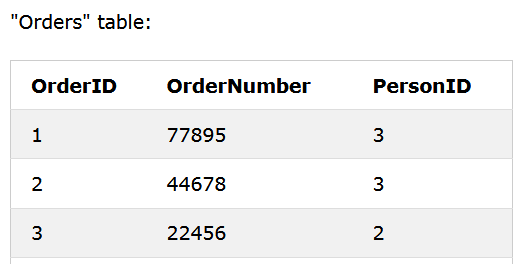 "Orders" table:
OrderID OrderNumber PersonID
1 77895 3
2 44678 3
3 22456 2